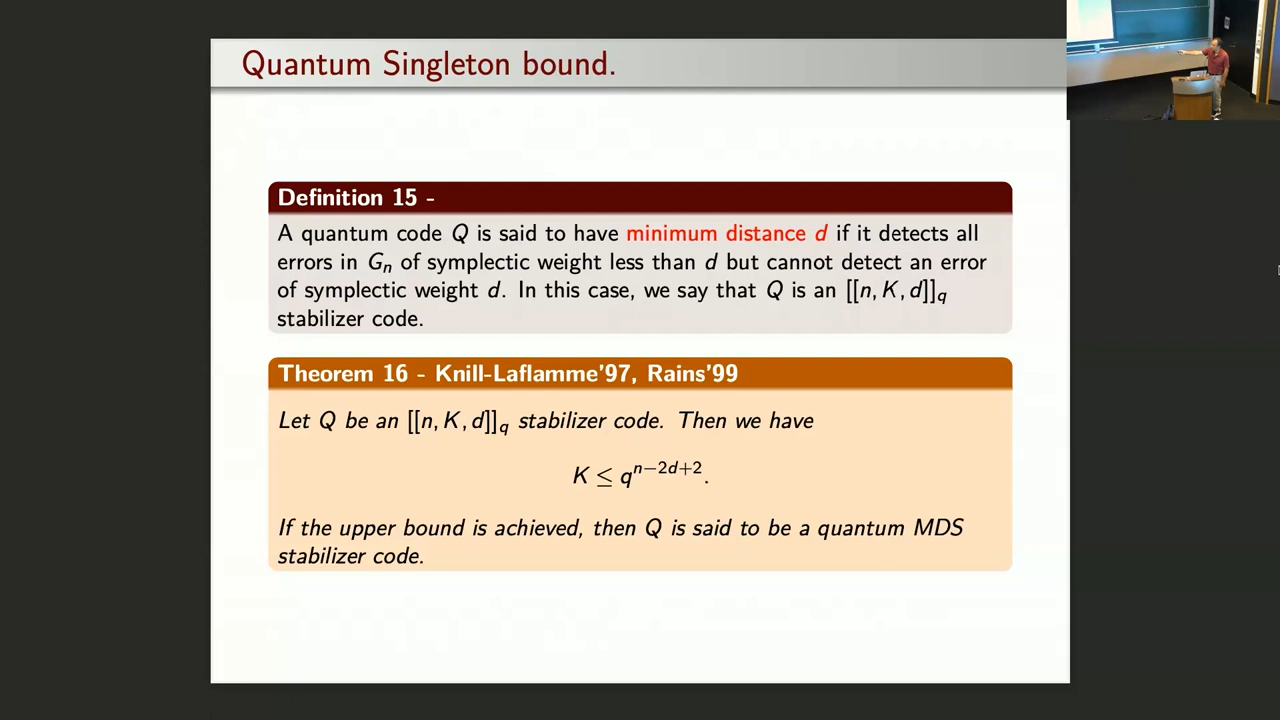 Quantum Singleton bound.
Definition 15 -
A quantum code Q is said to have minimum distance d if it detects all
errors in Gₙ of symplectic weight less than d but cannot detect an error
of symplectic weight d. In this case, we say that Q is an [[n, K, d]]_q
stabilizer code.
Theorem 16 - Knill-Laflamme'97, Rains'99
Let Q be an [[n, K, d]]_q stabilizer code. Then we have
K ≤ q^{n−2d+2}.
If the upper bound is achieved, then Q is said to be a quantum MDS
stabilizer code.